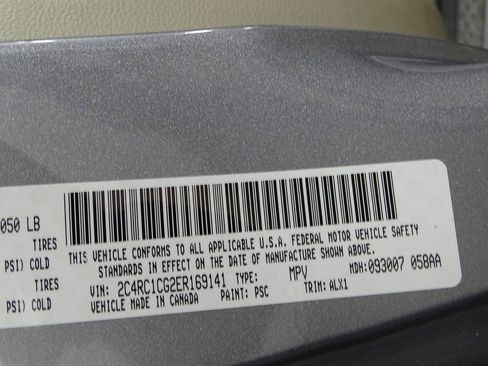 050 LB
TIRES
PSI) COLD
TIRES
PSI) COLD
THIS VEHICLE CONFORMS TO ALL APPLICABLE U.S.A. FEDERAL MOTOR VEHICLE SAFETY
STANDARDS IN EFFECT ON THE DATE OF MANUFACTURE SHOWN ABOVE.
VIN: 2C4RC1CG2ER169141 TYPE: MPV MDH:093007 058AA
VEHICLE MADE IN CANADA PAINT: PSC TRIM: ALX1